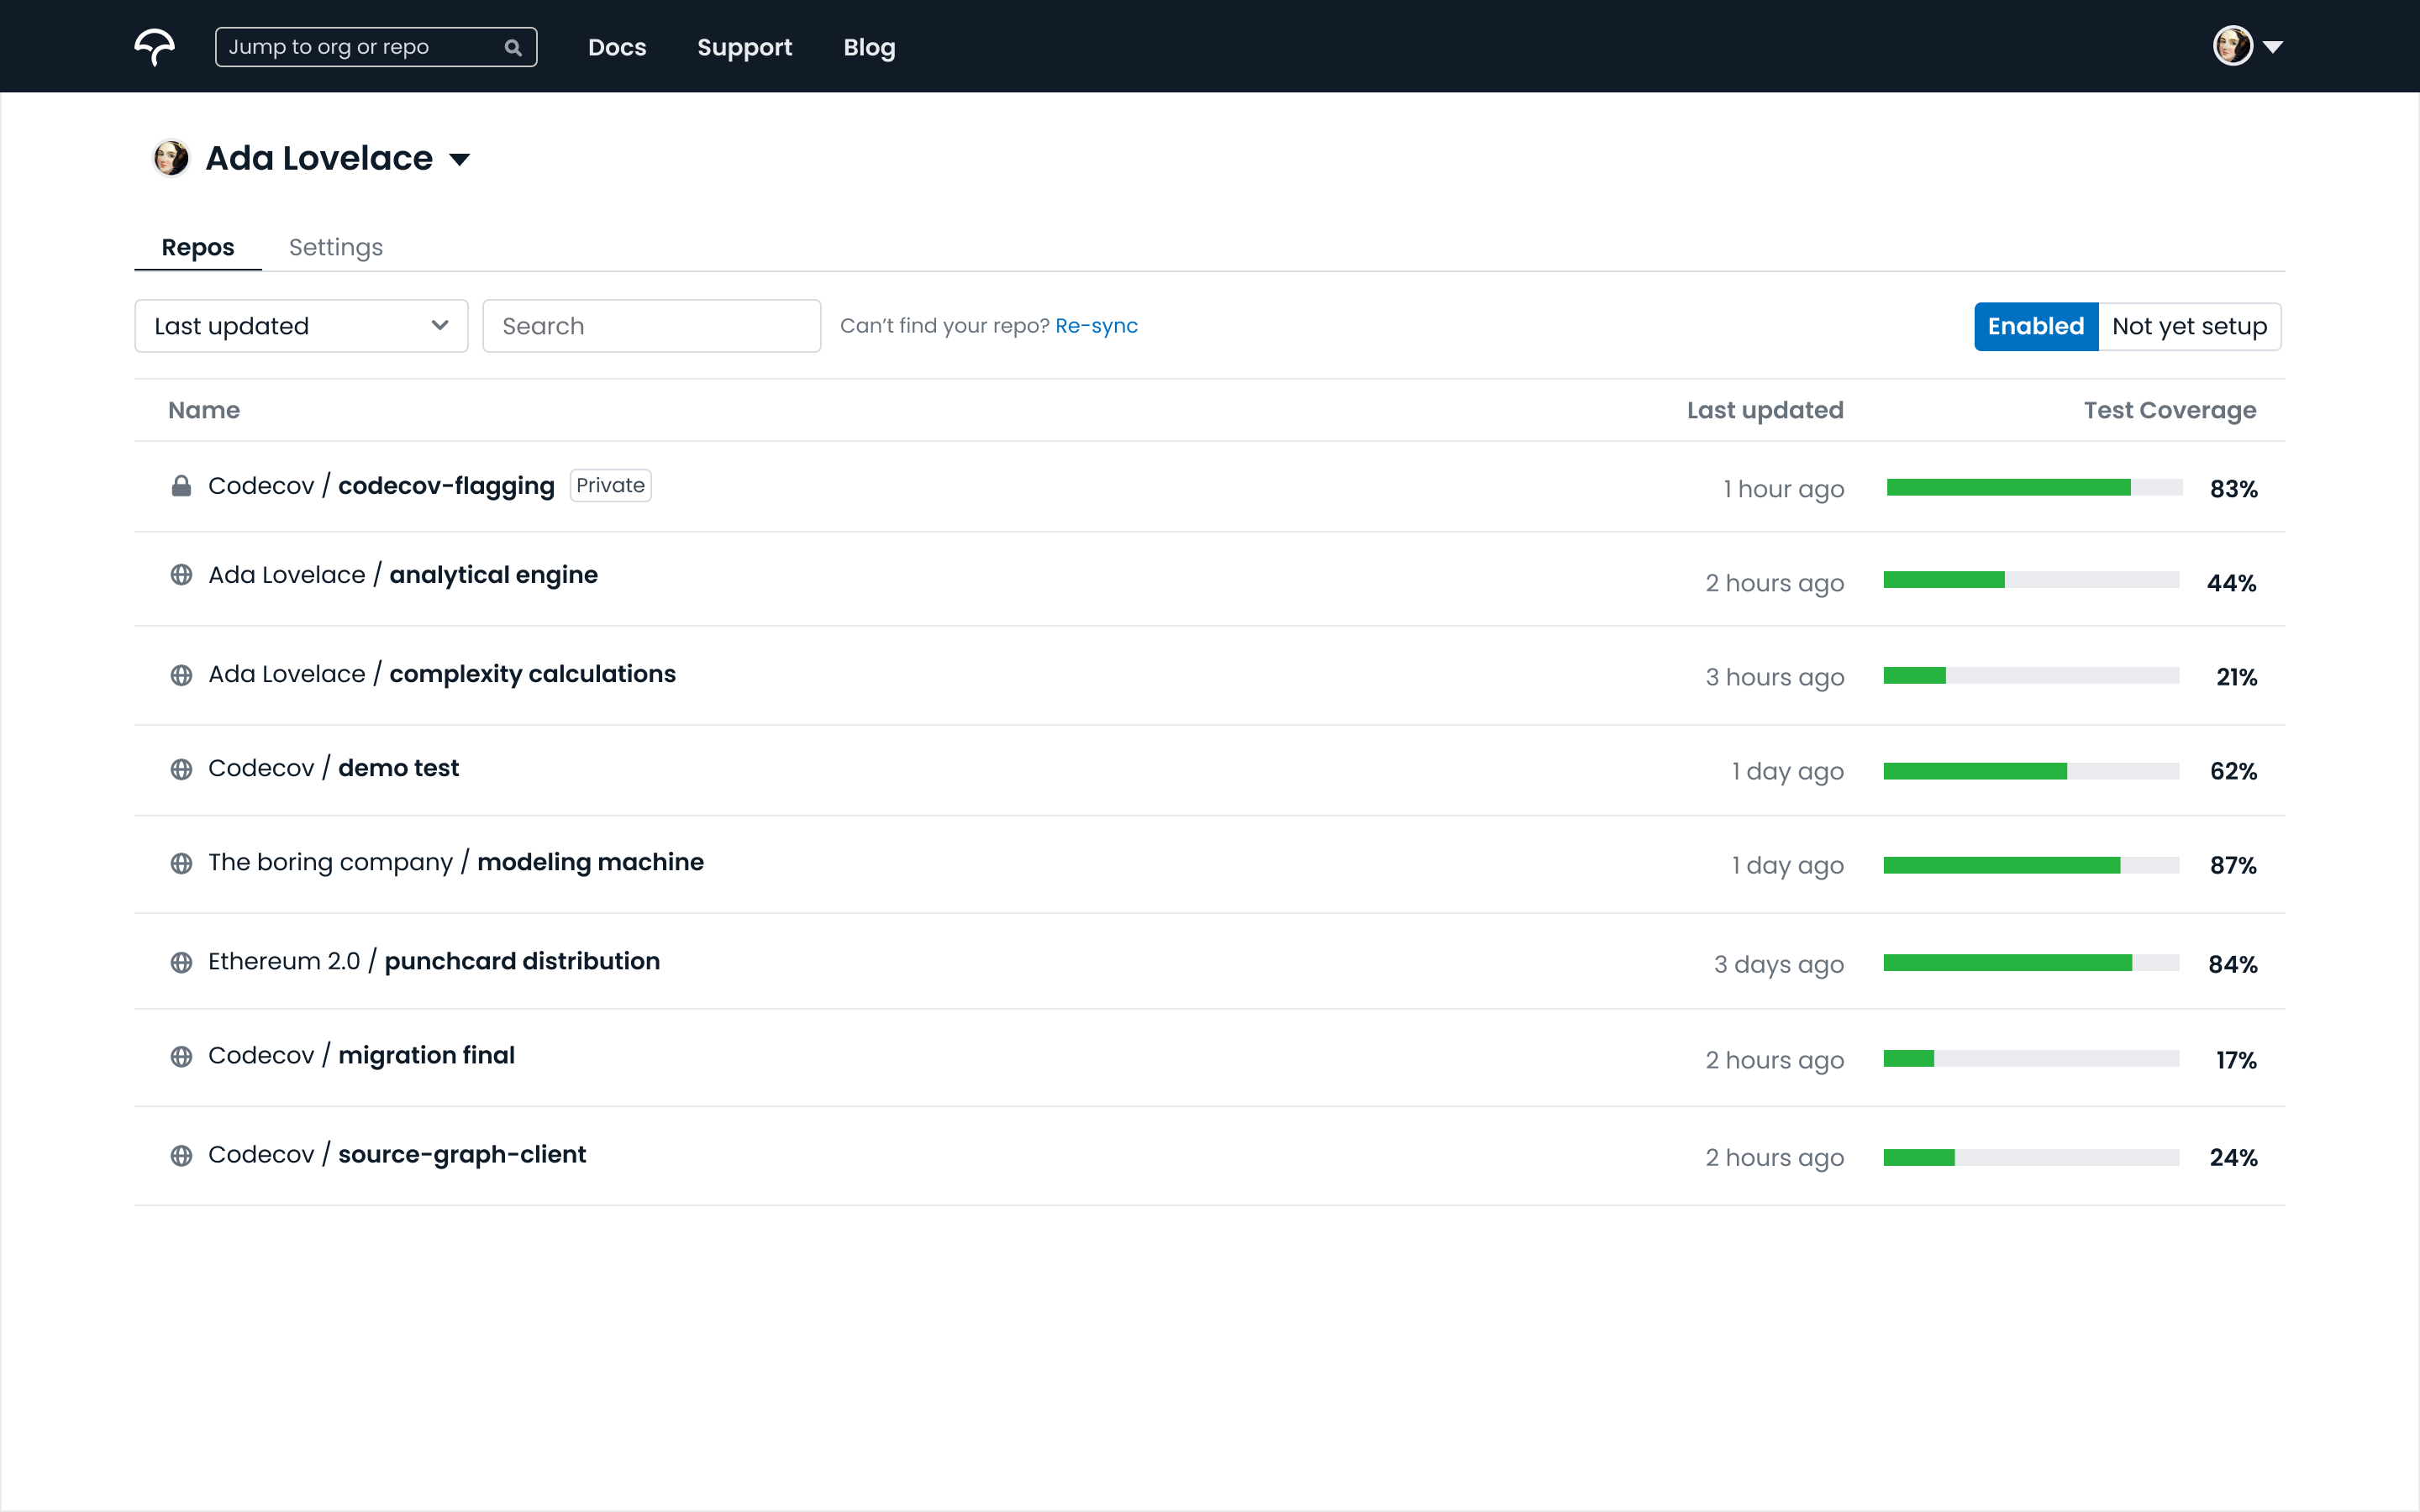 Jump to org or repo Docs Support Blog
Ada Lovelace
Repos Settings
Last updated Search Can't find your repo? Re-sync Enabled Not yet setup
Name Last updated Test Coverage
Codecov / codecov-flagging Private 1 hour ago 83%
Ada Lovelace / analytical engine 2 hours ago 44%
Ada Lovelace / complexity calculations 3 hours ago 21%
Codecov / demo test 1 day ago 62%
The boring company / modeling machine 1 day ago 87%
Ethereum 2.0 / punchcard distribution 3 days ago 84%
Codecov / migration final 2 hours ago 17%
Codecov / source-graph-client 2 hours ago 24%